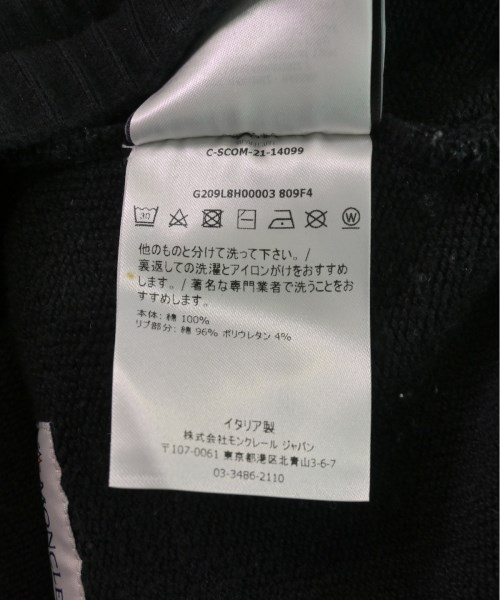 C-SCOM-21-14099
G209L8H00003 809F4
30
W
他のものと分けて洗って下さい。/
裏返しての洗濯とアイロンがけをおすすめ
します。/ 著名な専門業者で洗うことをお
すすめします。
本体: 綿 100%
リブ部分: 綿 96% ポリウレタン 4%
イタリア製
株式会社モンクレール ジャパン
〒107-0061 東京都港区北青山3-6-7
03-3486-2110
MONCLE